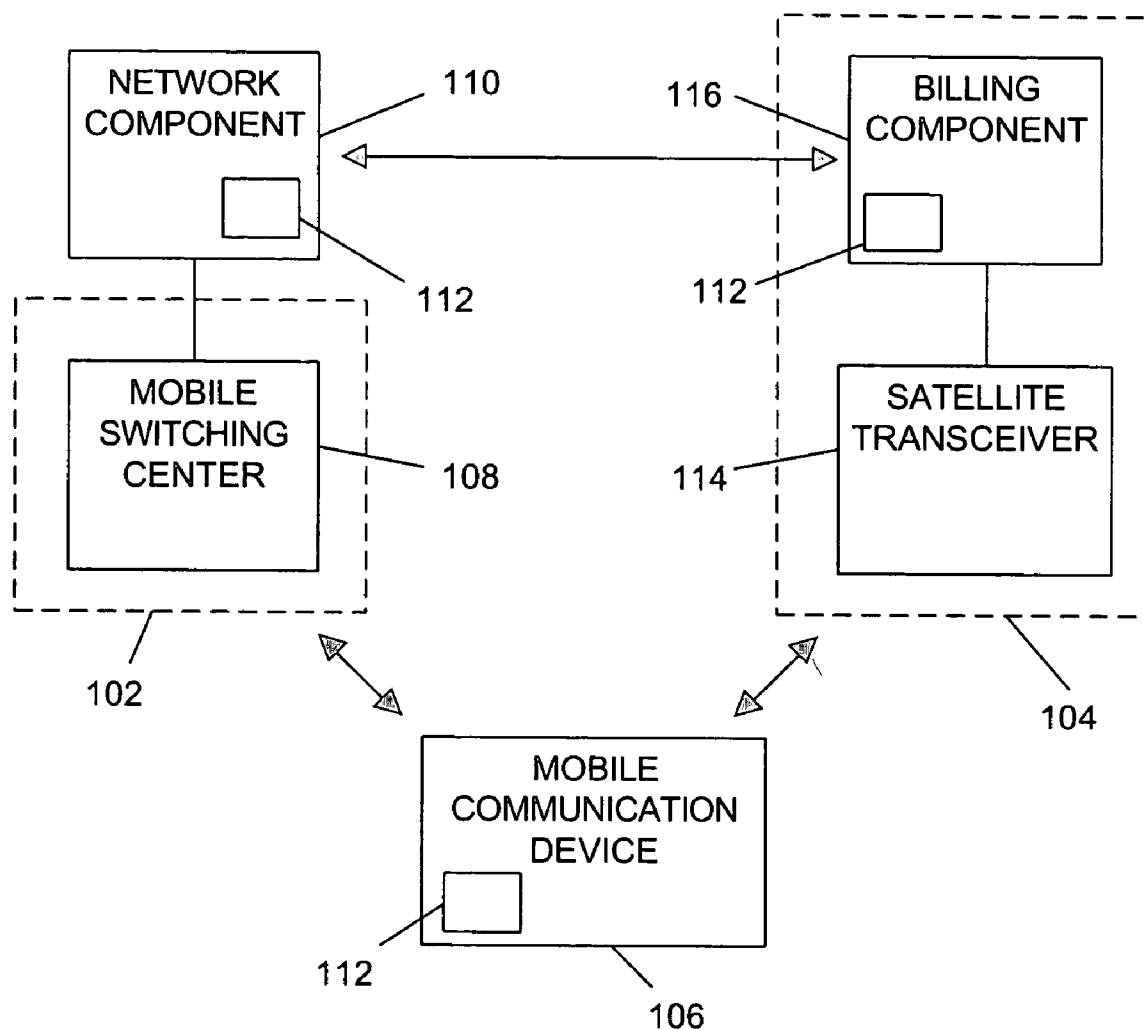 NETWORK
COMPONENT
110
112
116
BILLING
COMPONENT
112
MOBILE
SWITCHING
CENTER
108
102
SATELLITE
TRANSCEIVER
114
104
MOBILE
COMMUNICATION
DEVICE
112
106